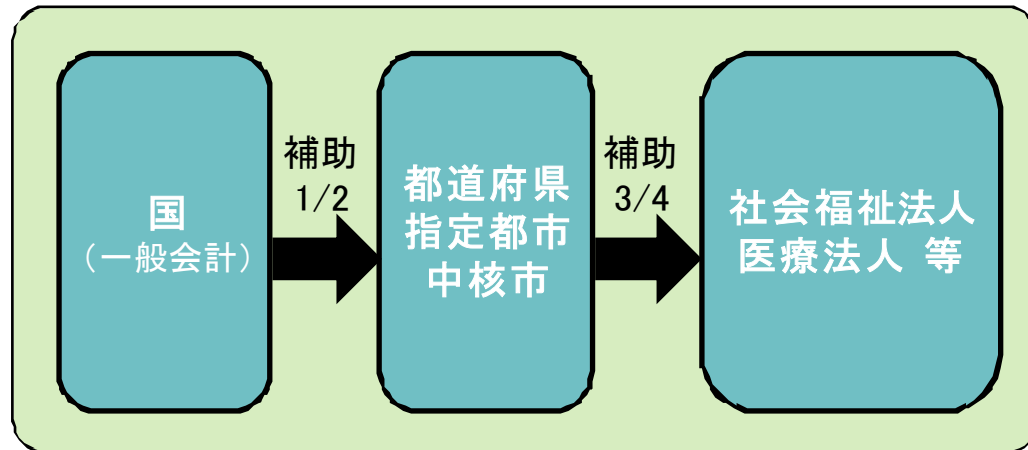 国
（一般会計）
補助
1/2
都道府県
指定都市
中核市
補助
3/4
社会福祉法人
医療法人 等